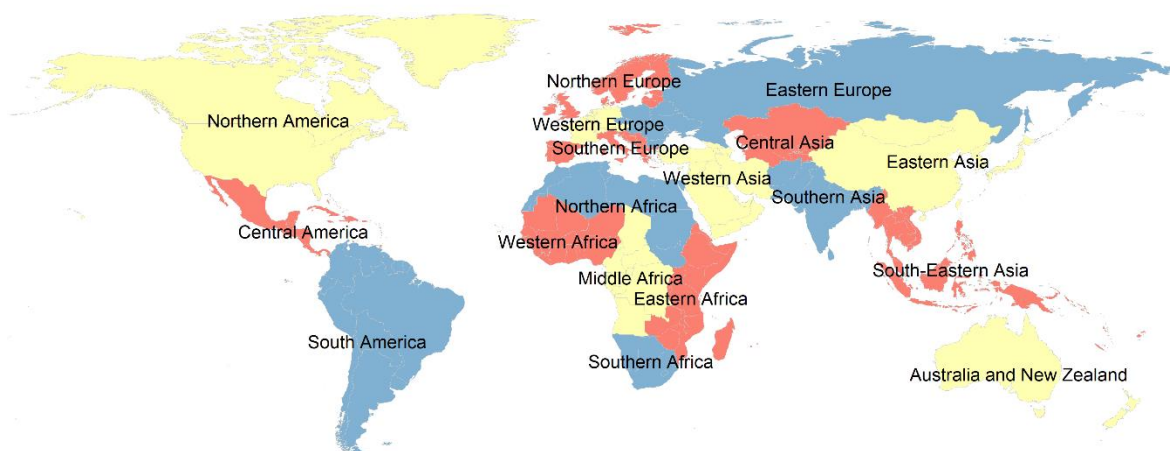 Northern Europe
Eastern Europe
Northern America
Western Europe
Southern Europe
Central Asia
Eastern Asia
Western Asia
Southern Asia
Northern Africa
Central America
Western Africa
South-Eastern Asia
Middle Africa
Eastern Africa
South America
Southern Africa
Australia and New Zealand